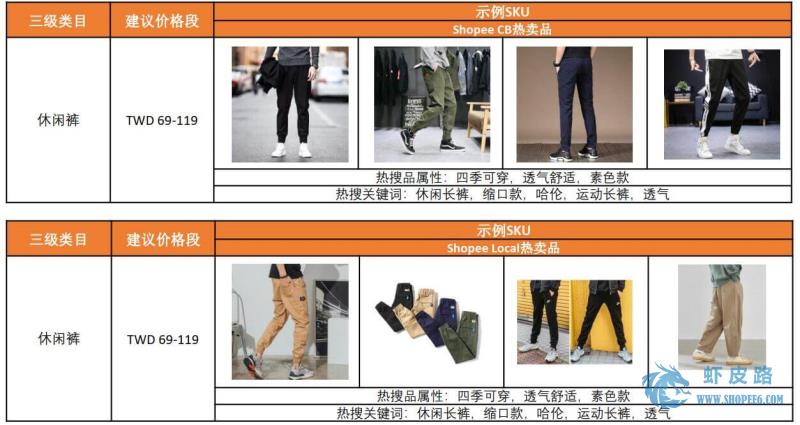 三级类目 建议价格段 示例SKU
Shopee CB热卖品
休闲裤 TWD 69-119
热搜品属性：四季可穿，透气舒适，素色款
热搜关键词：休闲长裤，缩口款，哈伦，运动长裤，透气
三级类目 建议价格段 示例SKU
Shopee Local热卖品
休闲裤 TWD 69-119
热搜品属性：四季可穿，透气舒适，素色款
热搜关键词：休闲长裤，缩口款，哈伦，运动长裤，透气
虾皮路
WWW.SHOPEE6.COM